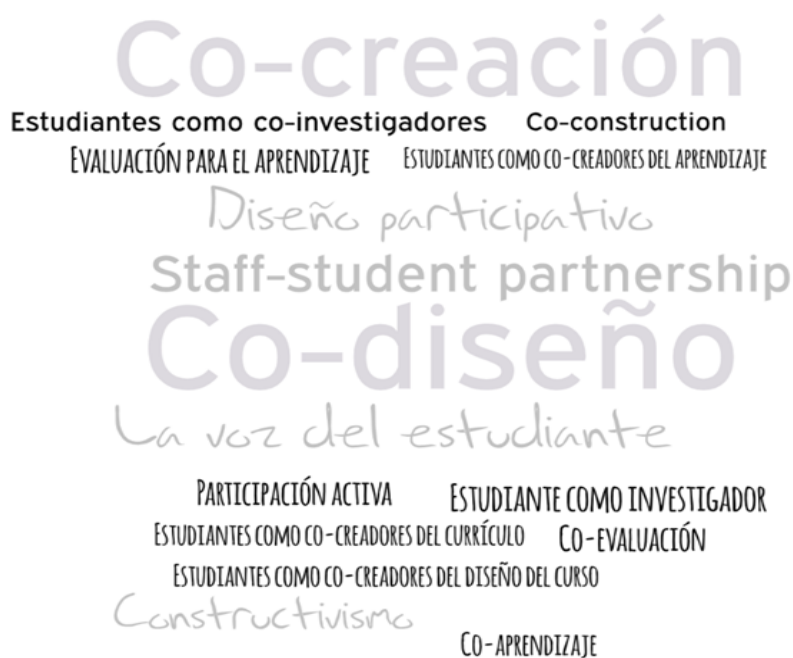 Co-creación
Estudiantes como co-investigadores Co-construction
Evaluación para el aprendizaje Estudiantes como co-creadores del aprendizaje
Diseño participativo
Staff-student partnership
Co-diseño
La voz del estudiante
Participación activa Estudiante como investigador
Estudiantes como co-creadores del currículo Co-evaluación
Estudiantes como co-creadores del diseño del curso
Constructivismo
Co-aprendizaje